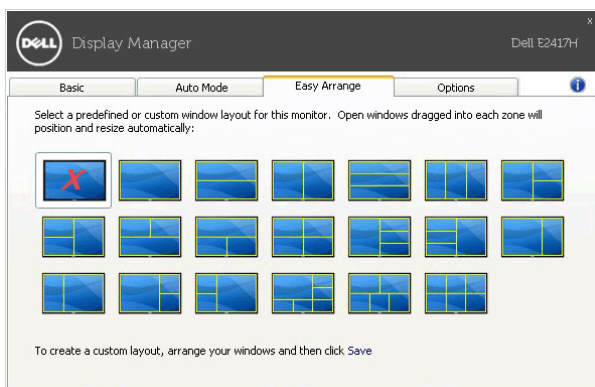 x
DELL Display Manager Dell E2417H
Basic Auto Mode Easy Arrange Options i
Select a predefined or custom window layout for this monitor. Open windows dragged into each zone will
position and resize automatically:
X
To create a custom layout, arrange your windows and then click Save